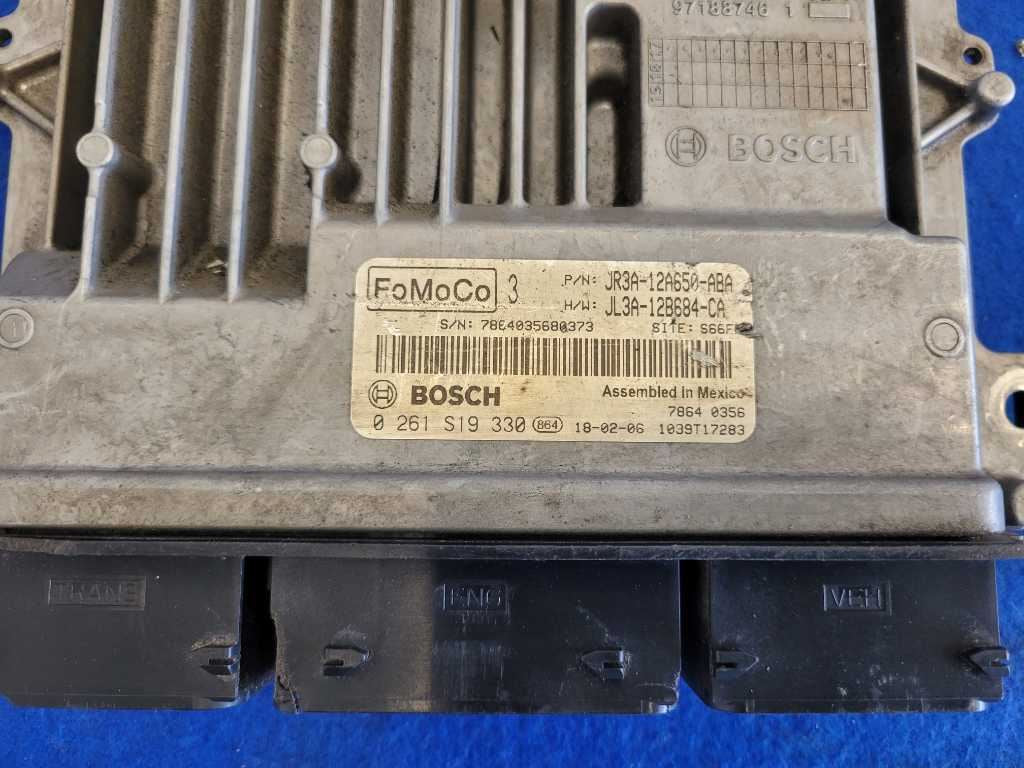 97188746 1
BOSCH
FoMoCo 3 P/N: JR3A-12A650-ABA
H/W: JL3A-12B684-CA
S/N: 7864035680373 SITE: S66F
BOSCH Assembled in Mexico
7864 0356
0 261 S19 330 864 18-02-06 1039T17283
TRANS ENG VEH